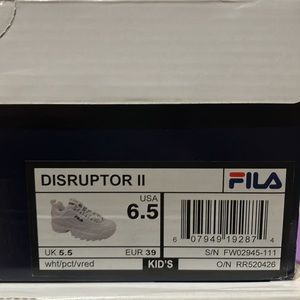 DISRUPTOR II
FILA
USA
6.5
6 07949 19287 4
UK 5.5 EUR 39 S/N FW02945-111
wht/pct/vred KID'S O/N RR520426